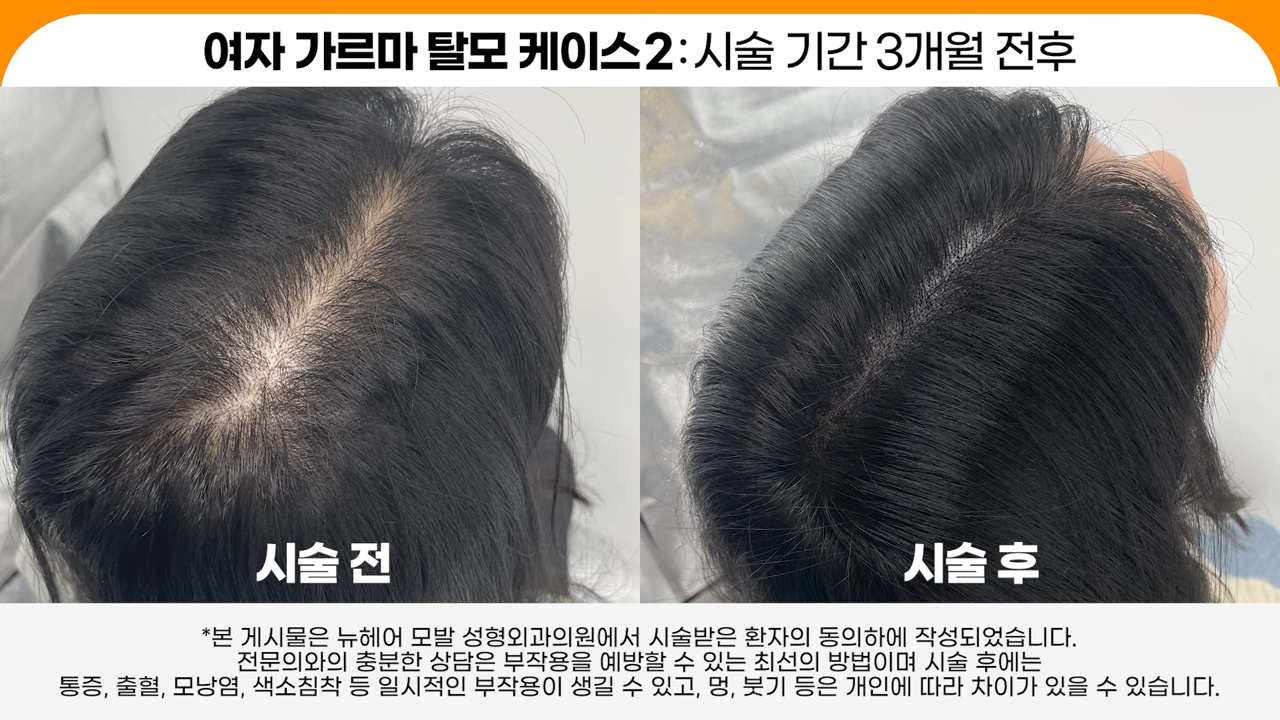 여자 가르마 탈모 케이스2 : 시술 기간 3개월 전후
시술 전
시술 후
*본 게시물은 뉴헤어 모발 성형외과의원에서 시술받은 환자의 동의하에 작성되었습니다.
전문의와의 충분한 상담은 부작용을 예방할 수 있는 최선의 방법이며 시술 후에는
통증, 출혈, 모낭염, 색소침착 등 일시적인 부작용이 생길 수 있고, 멍, 붓기 등은 개인에 따라 차이가 있을 수 있습니다.